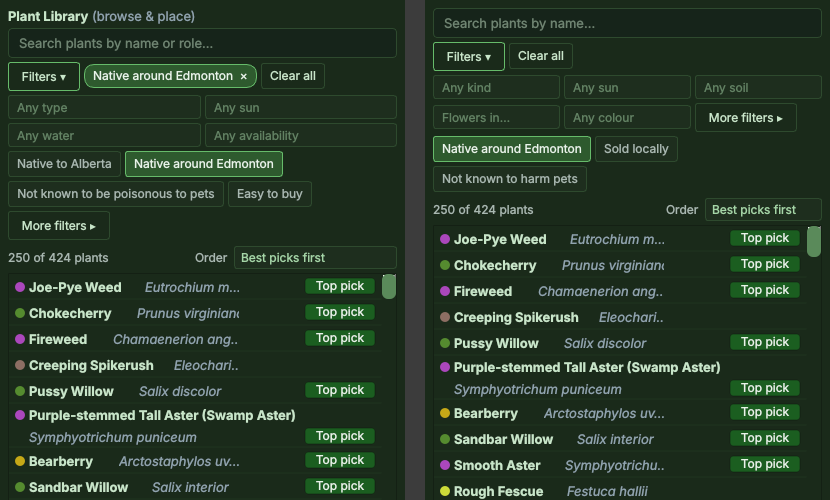 Plant Library (browse & place)
Search plants by name or role...
Filters ▾ Native around Edmonton × Clear all
Any type Any sun
Any water Any availability
Native to Alberta Native around Edmonton
Not known to be poisonous to pets Easy to buy
More filters ▸
250 of 424 plants Order Best picks first
Joe-Pye Weed Eutrochium m... Top pick
Chokecherry Prunus virginian Top pick
Fireweed Chamaenerion ang.. Top pick
Creeping Spikerush Eleochari..
Pussy Willow Salix discolor Top pick
Purple-stemmed Tall Aster (Swamp Aster)
Symphyotrichum puniceum Top pick
Bearberry Arctostaphylos uv... Top pick
Sandbar Willow Salix interior Top pick
Search plants by name...
Filters ▾ Clear all
Any kind Any sun Any soil
Flowers in... Any colour More filters ▸
Native around Edmonton Sold locally
Not known to harm pets
250 of 424 plants Order Best picks first
Joe-Pye Weed Eutrochium m... Top pick
Chokecherry Prunus virginian Top pick
Fireweed Chamaenerion ang.. Top pick
Creeping Spikerush Eleochari..
Pussy Willow Salix discolor Top pick
Purple-stemmed Tall Aster (Swamp Aster)
Symphyotrichum puniceum Top pick
Bearberry Arctostaphylos uv... Top pick
Sandbar Willow Salix interior Top pick
Smooth Aster Symphyotrichu.. Top pick
Rough Fescue Festuca hallii